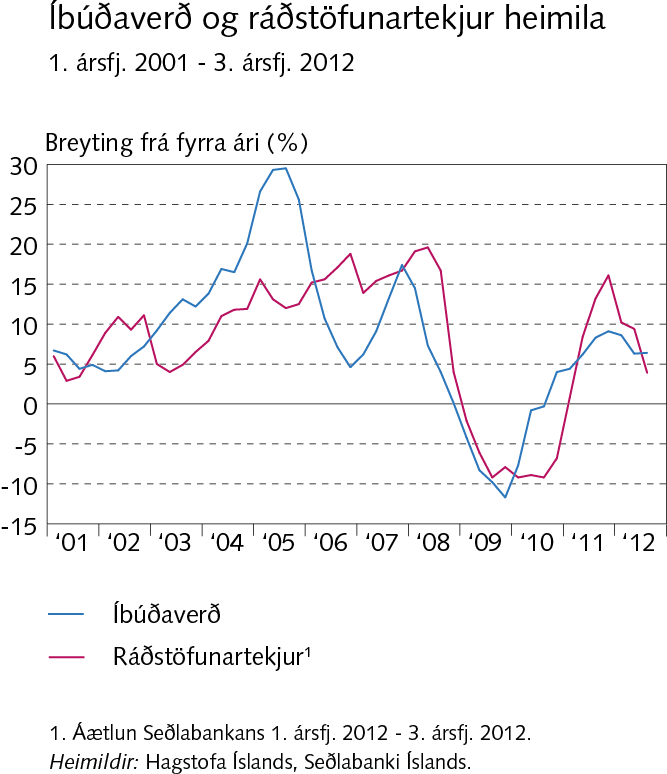 Íbúðaverð og ráðstöfunartekjur heimila
1. ársfj. 2001 - 3. ársfj. 2012
Breyting frá fyrra ári (%)
30
25
20
15
10
5
0
-5
-10
-15
‘01 ‘02 ‘03 ‘04 ‘05 ‘06 ‘07 ‘08 ‘09 ‘10 ‘11 ‘12
Íbúðaverð
Ráðstöfunartekjur¹
1. Áætlun Seðlabankans 1. ársfj. 2012 - 3. ársfj. 2012.
Heimildir: Hagstofa Íslands, Seðlabanki Íslands.